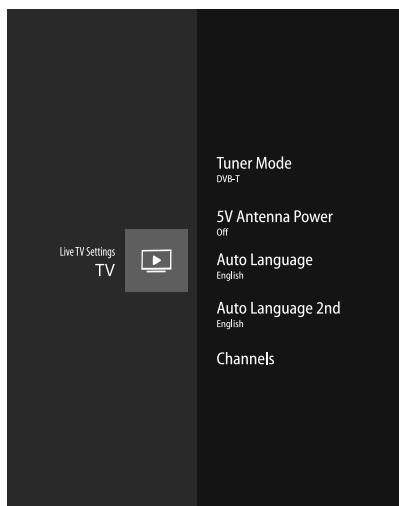 Live TV Settings
TV
Tuner Mode
DVB-T
5V Antenna Power
Off
Auto Language
English
Auto Language 2nd
English
Channels